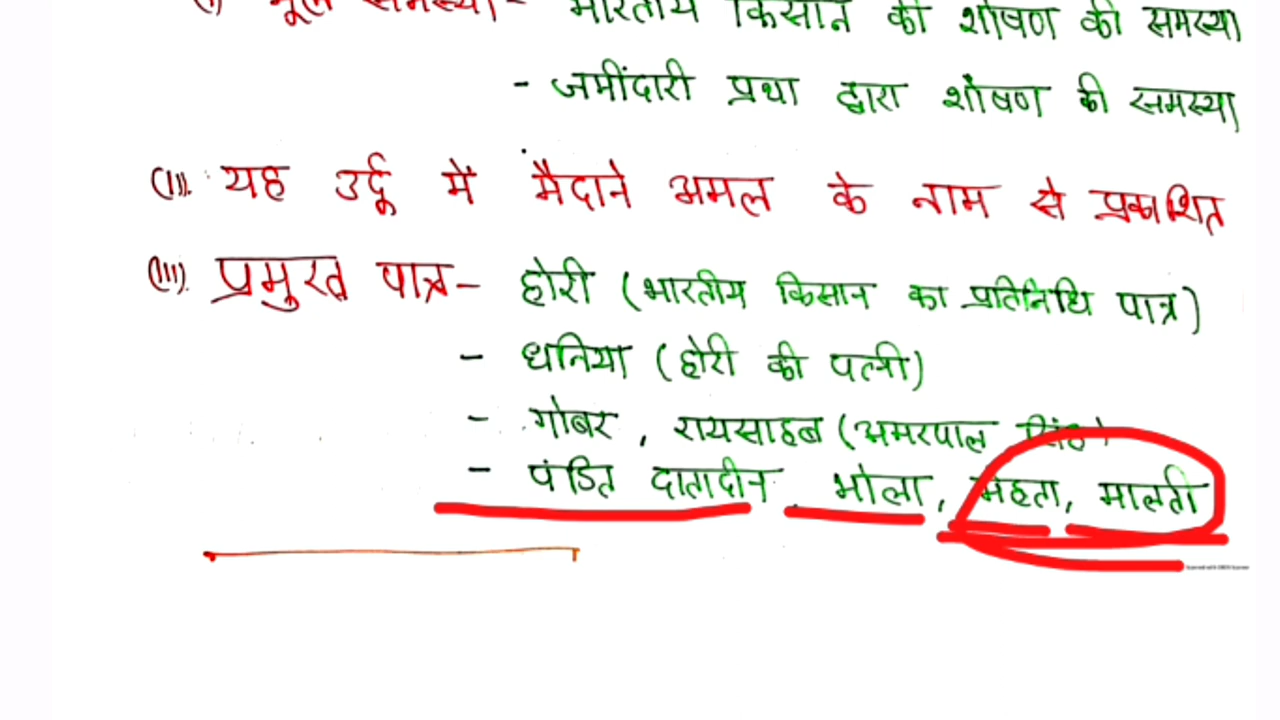 (i) मूल समस्या - भारतीय किसान की शोषण की समस्या
- जमींदारी प्रथा द्वारा शोषण की समस्या
(ii). यह उर्दू में मैदाने अमल के नाम से प्रकाशित
(iii). प्रमुख पात्र - होरी (भारतीय किसान का प्रतिनिधि पात्र)
- धनिया (होरी की पत्नी)
- गोबर, रायसाहब (अमरपाल सिंह)
- पंडित दातादीन, भोला, मेहता, मालती